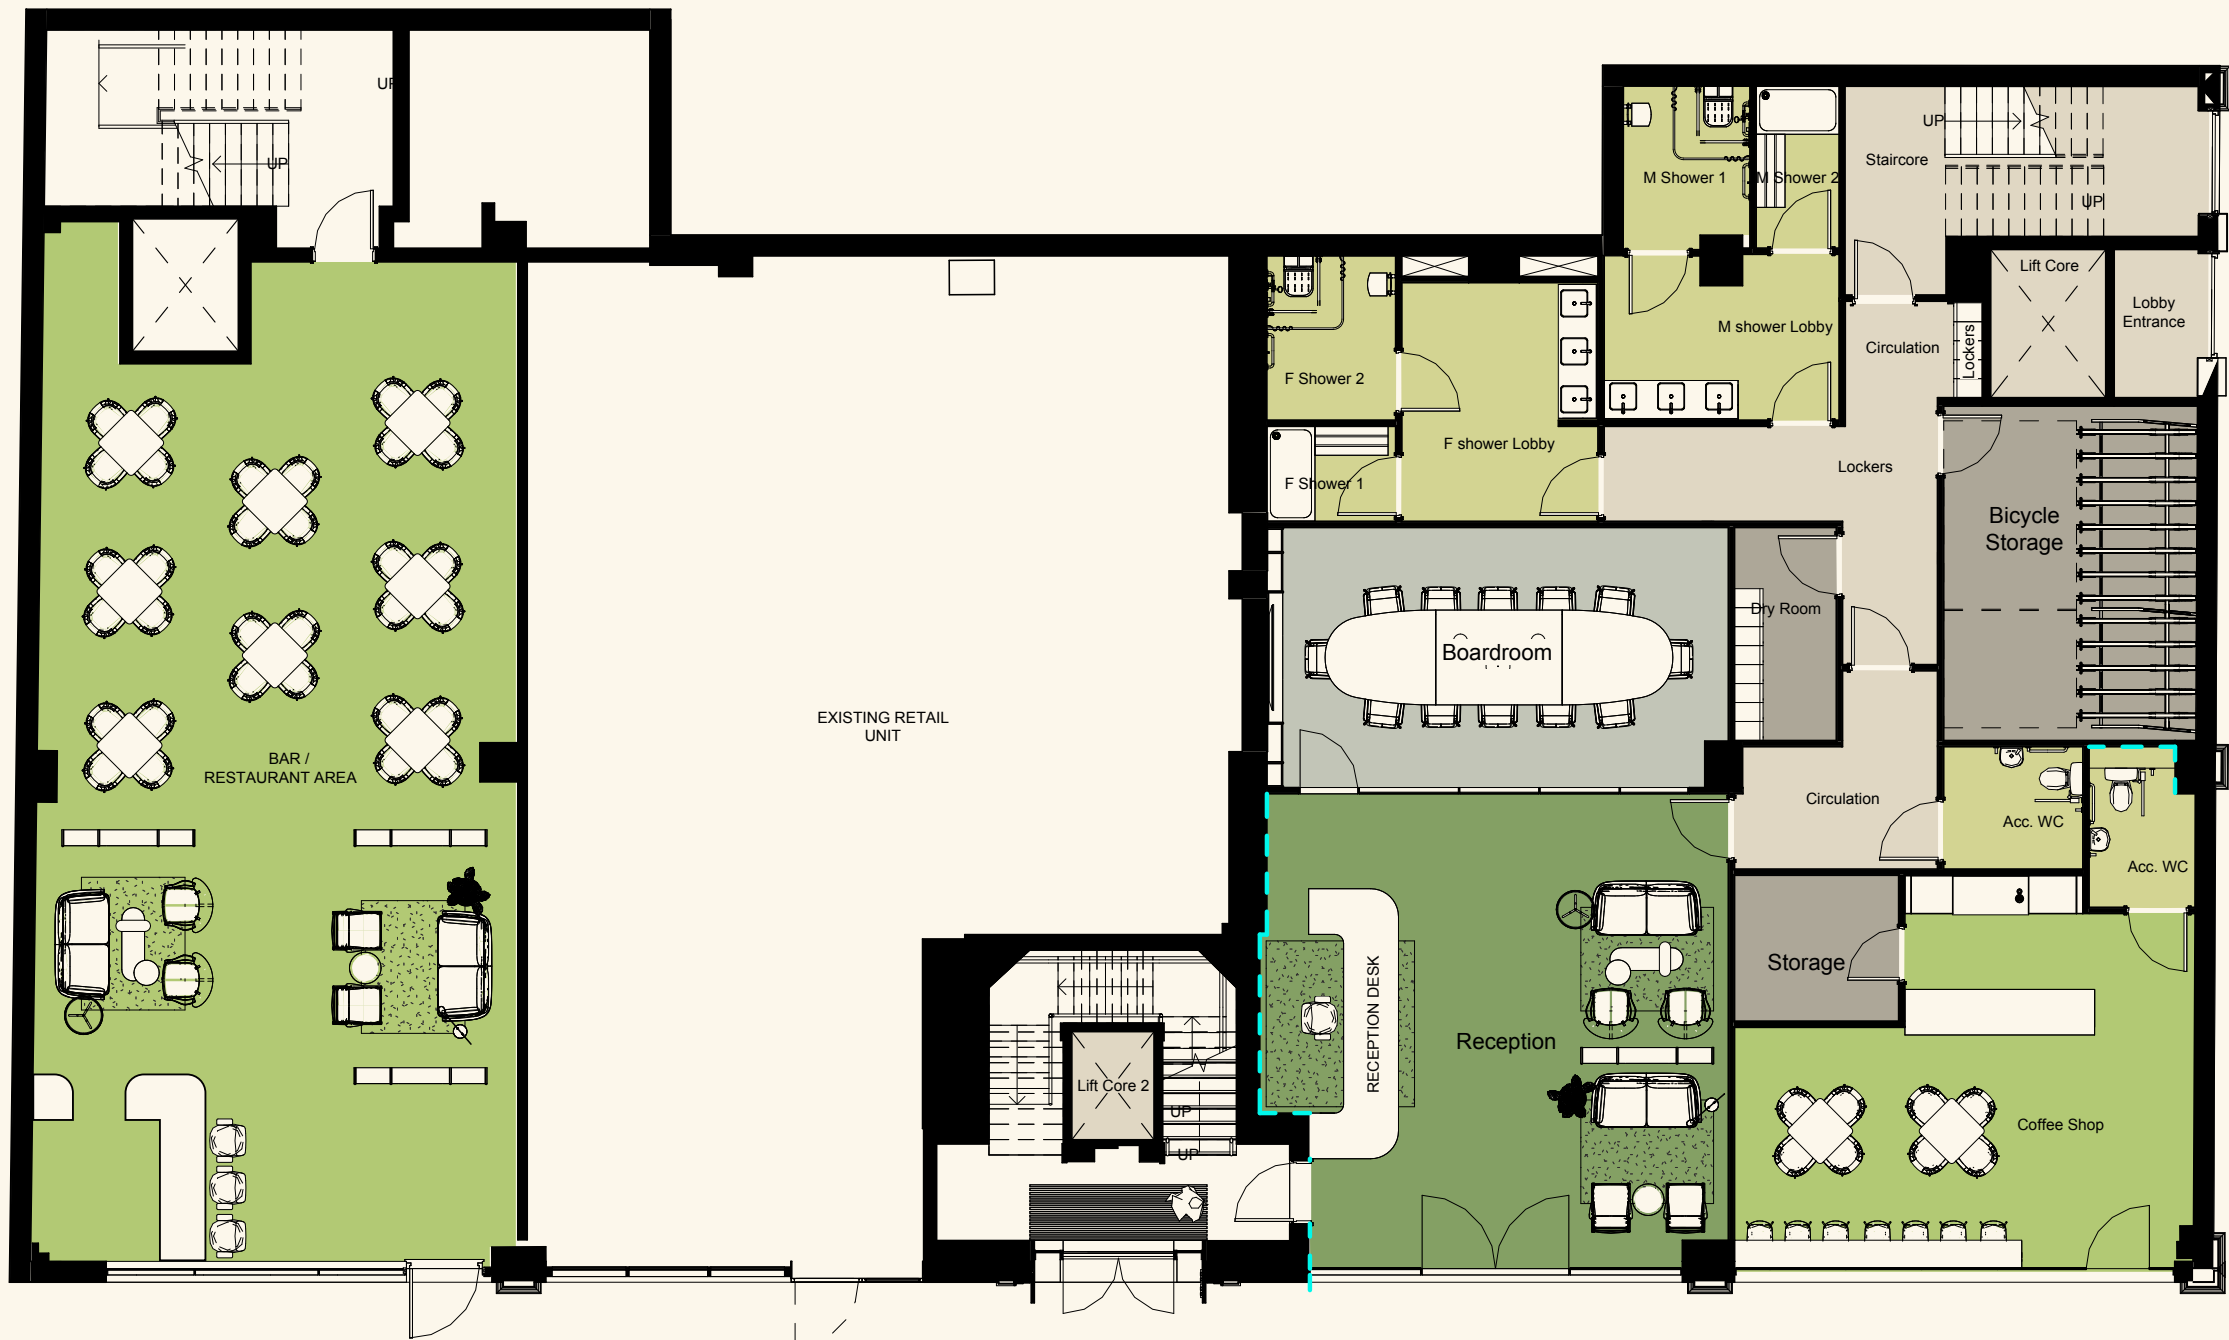 UP
UP
M Shower 1
M Shower 2
Staircore
UP
UP
Lift Core
Lobby
Entrance
M shower Lobby
Circulation
Lockers
F Shower 2
F shower Lobby
F Shower 1
Lockers
Bicycle
Storage
Boardroom
Dry Room
EXISTING RETAIL
UNIT
BAR /
RESTAURANT AREA
Circulation
Acc. WC
Acc. WC
Storage
RECEPTION DESK
Reception
Lift Core 2
UP
UP
Coffee Shop